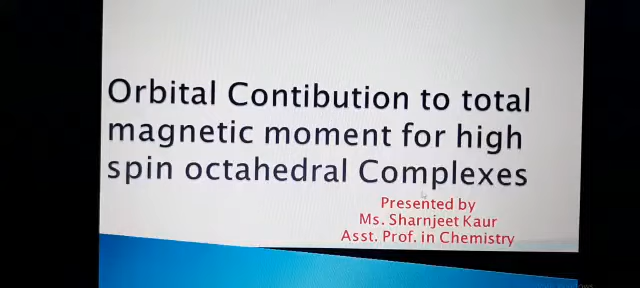 Orbital Contibution to total
magnetic moment for high
spin octahedral Complexes
Presented by
Ms. Sharnjeet Kaur
Asst. Prof. in Chemistry